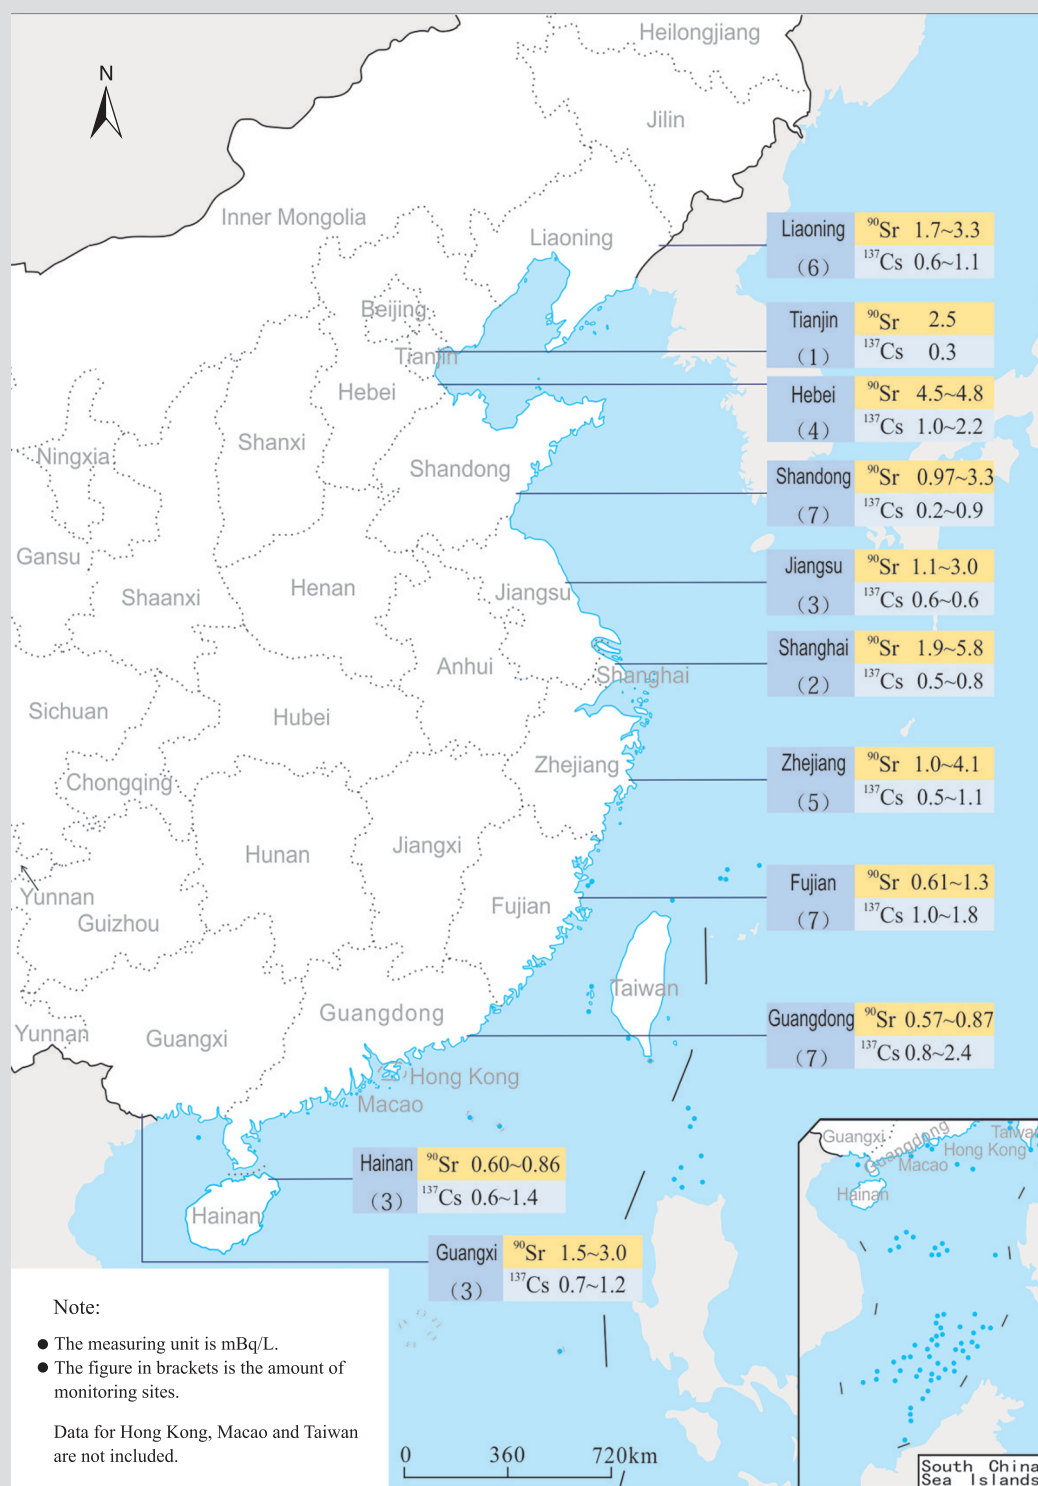 Heilongjiang
N
Jilin
Inner Mongolia
Liaoning
Liaoning
(6)
⁹⁰Sr 1.7~3.3
¹³⁷Cs 0.6~1.1
Beijing
Tianjin
Tianjin
(1)
⁹⁰Sr 2.5
¹³⁷Cs 0.3
Hebei
Hebei
(4)
⁹⁰Sr 4.5~4.8
¹³⁷Cs 1.0~2.2
Shanxi
Ningxia
Shandong
Shandong
(7)
⁹⁰Sr 0.97~3.3
¹³⁷Cs 0.2~0.9
Gansu
Shaanxi
Henan
Jiangsu
Jiangsu
(3)
⁹⁰Sr 1.1~3.0
¹³⁷Cs 0.6~0.6
Anhui
Shanghai
Shanghai
(2)
⁹⁰Sr 1.9~5.8
¹³⁷Cs 0.5~0.8
Sichuan
Hubei
Chongqing
Zhejiang
Zhejiang
(5)
⁹⁰Sr 1.0~4.1
¹³⁷Cs 0.5~1.1
Hunan
Jiangxi
Yunnan
Guizhou
Fujian
Fujian
(7)
⁹⁰Sr 0.61~1.3
¹³⁷Cs 1.0~1.8
Taiwan
Yunnan
Guangxi
Guangdong
Guangdong
(7)
⁹⁰Sr 0.57~0.87
¹³⁷Cs 0.8~2.4
Hong Kong
Macao
Hainan
Hainan
(3)
⁹⁰Sr 0.60~0.86
¹³⁷Cs 0.6~1.4
Guangxi
(3)
⁹⁰Sr 1.5~3.0
¹³⁷Cs 0.7~1.2
Guangxi
Guangdong
Taiwa
Hong Kong
Macao
Hainan
South China
Sea Islands
Note:
● The measuring unit is mBq/L.
● The figure in brackets is the amount of
monitoring sites.
Data for Hong Kong, Macao and Taiwan
are not included.
0 360 720km